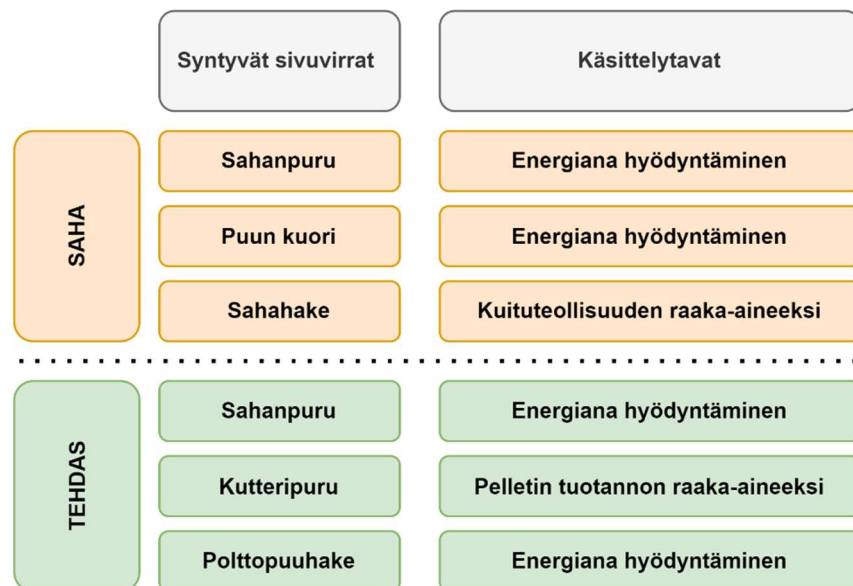 Syntyvät sivuvirrat
Käsittelytavat
SAHA
Sahanpuru
Energiana hyödyntäminen
Puun kuori
Energiana hyödyntäminen
Sahahake
Kuituteollisuuden raaka-aineeksi
TEHDAS
Sahanpuru
Energiana hyödyntäminen
Kutteripuru
Pelletin tuotannon raaka-aineeksi
Polttopuuhake
Energiana hyödyntäminen